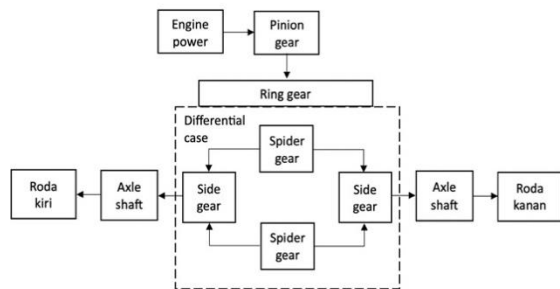 Engine
power
Pinion
gear
Ring gear
Differential
case
Spider
gear
Roda
kiri
Axle
shaft
Side
gear
Side
gear
Axle
shaft
Roda
kanan
Spider
gear